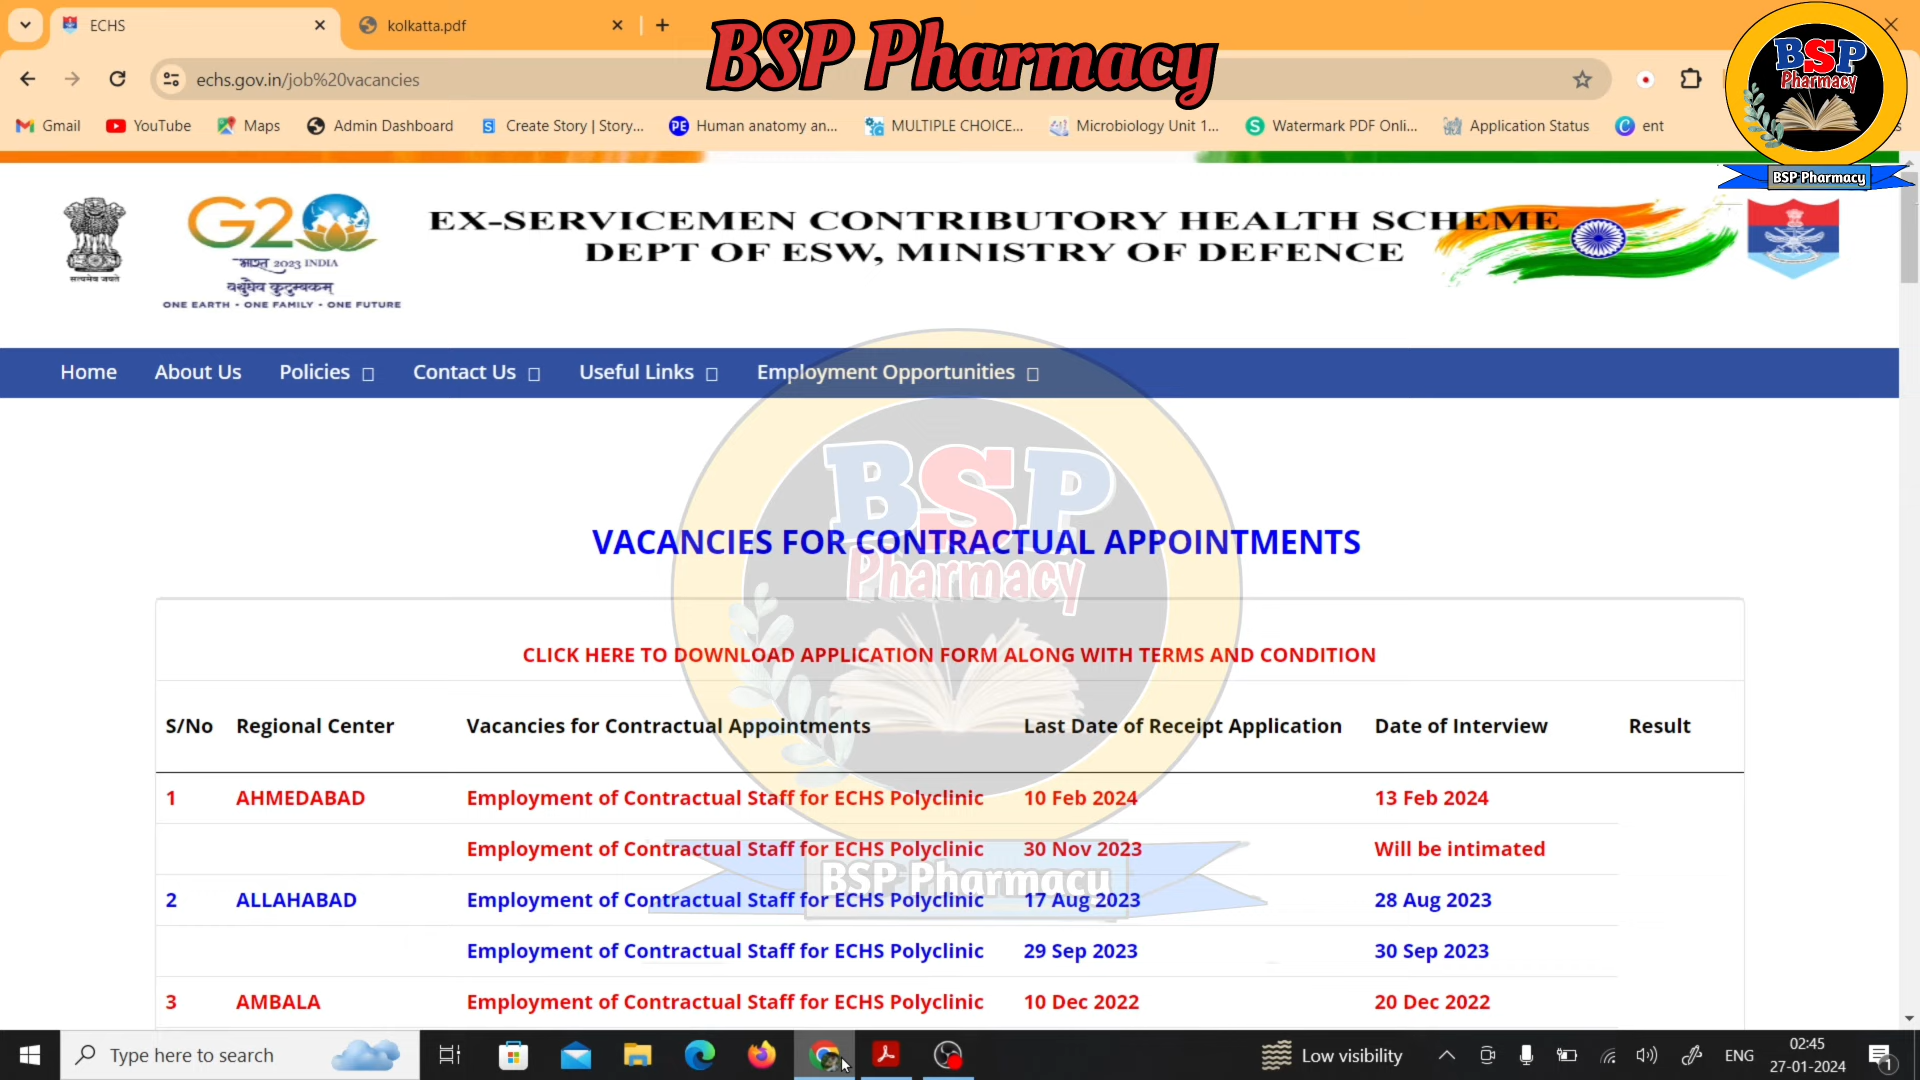 ECHS
kolkatta.pdf
BSP Pharmacy
BSP
Pharmacy
BSP Pharmacy
echs.gov.in/job%20vacancies
Gmail
YouTube
Maps
Admin Dashboard
Create Story | Story...
Human anatomy an...
MULTIPLE CHOICE...
Microbiology Unit 1...
Watermark PDF Onli...
Application Status
ent
सत्यमेव जयते
G20
भारत 2023 INDIA
वसुधैव कुटुम्बकम्
ONE EARTH • ONE FAMILY • ONE FUTURE
EX-SERVICEMEN CONTRIBUTORY HEALTH SCHEME
DEPT OF ESW, MINISTRY OF DEFENCE
Home About Us Policies Contact Us Useful Links Employment Opportunities
BSP
Pharmacy
BSP Pharmacy
VACANCIES FOR CONTRACTUAL APPOINTMENTS
CLICK HERE TO DOWNLOAD APPLICATION FORM ALONG WITH TERMS AND CONDITION
S/No Regional Center Vacancies for Contractual Appointments Last Date of Receipt Application Date of Interview Result
1 AHMEDABAD Employment of Contractual Staff for ECHS Polyclinic 10 Feb 2024 13 Feb 2024
Employment of Contractual Staff for ECHS Polyclinic 30 Nov 2023 Will be intimated
2 ALLAHABAD Employment of Contractual Staff for ECHS Polyclinic 17 Aug 2023 28 Aug 2023
Employment of Contractual Staff for ECHS Polyclinic 29 Sep 2023 30 Sep 2023
3 AMBALA Employment of Contractual Staff for ECHS Polyclinic 10 Dec 2022 20 Dec 2022
Type here to search
Low visibility
ENG
02:45
27-01-2024
1